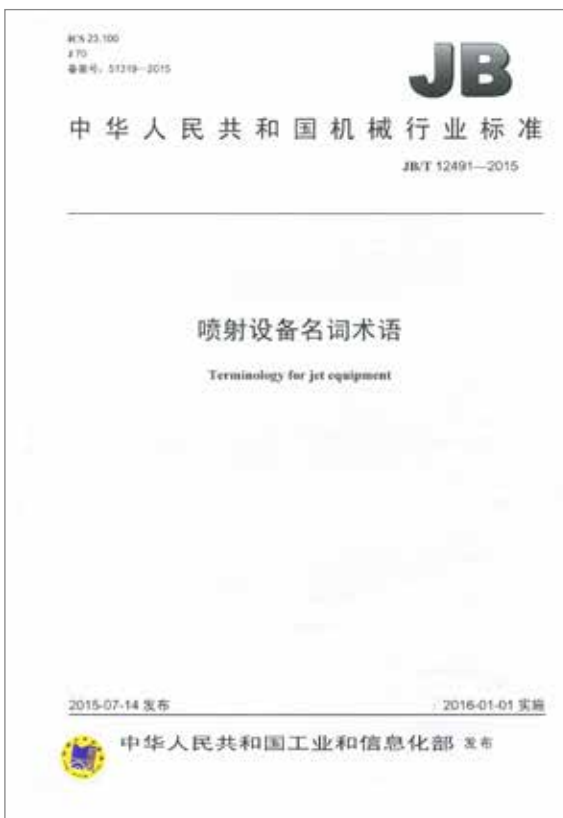 ICS 23.100
J 70
备案号：51319—2015
JB
中华人民共和国机械行业标准
JB/T 12491—2015
喷射设备名词术语
Terminology for jet equipment
2015-07-14 发布
2016-01-01 实施
中华人民共和国工业和信息化部 发布